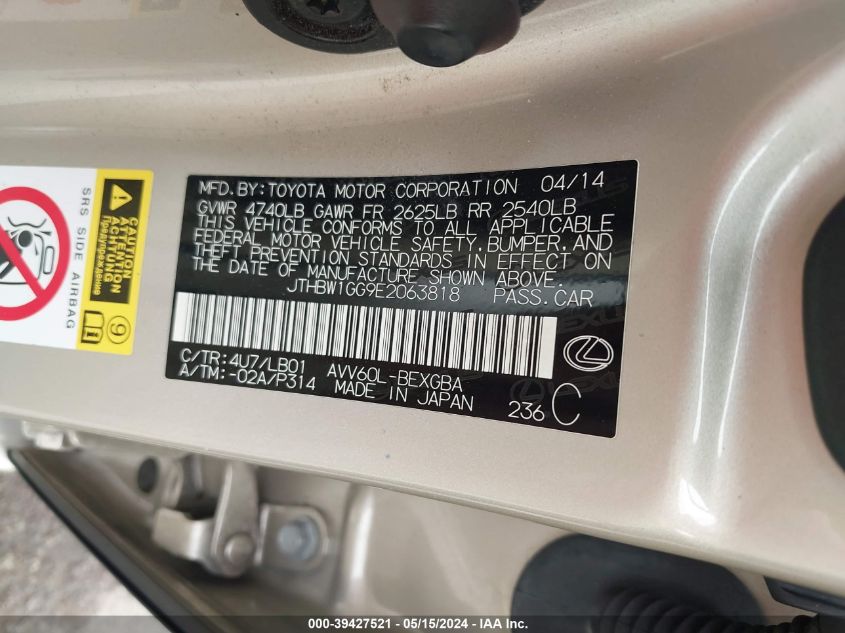 MFD. BY: TOYOTA MOTOR CORPORATION 04/14
GVWR 4740LB GAWR FR 2625LB RR 2540LB
THIS VEHICLE CONFORMS TO ALL APPLICABLE
FEDERAL MOTOR VEHICLE SAFETY, BUMPER, AND
THEFT PREVENTION STANDARDS IN EFFECT ON
THE DATE OF MANUFACTURE SHOWN ABOVE.
JTHBW1GG9E2063818 PASS. CAR
C/TR: 4U7/LB01 AVV60L-BEXGBA
A/TM: -02A/P314 MADE IN JAPAN
236 C
SRS SIDE AIRBAG
CAUTION
ATTENTION
ACHTUNG
Предупреждение
9
000-39427521 - 05/15/2024 - IAA Inc.